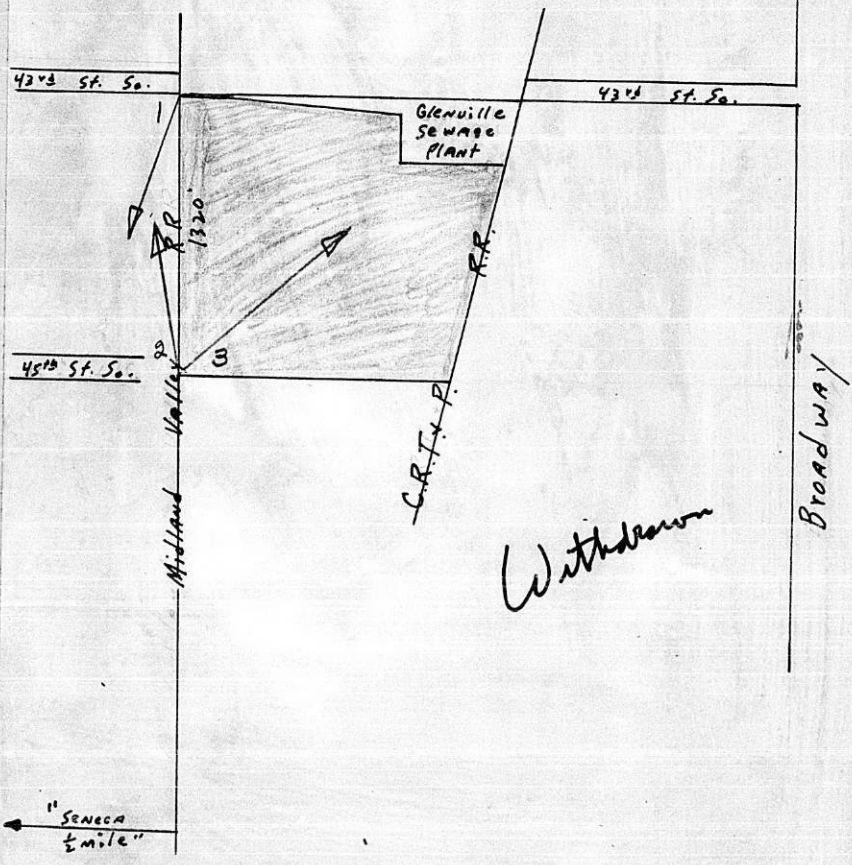 43rd St. So.
43rd St. So.
1
Glenville
Sewage
Plant
R R
1320'
R.R.
2
3
45th St. So.
Midland Valley
C.R.I. & P.
Broadway
Withdrawn
"Seneca
½ mile"